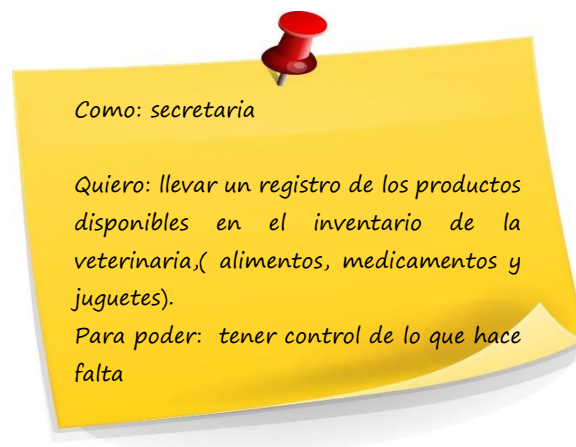 Como: secretaria
Quiero: llevar un registro de los productos
disponibles en el inventario de la
veterinaria,( alimentos, medicamentos y
juguetes).
Para poder: tener control de lo que hace
falta